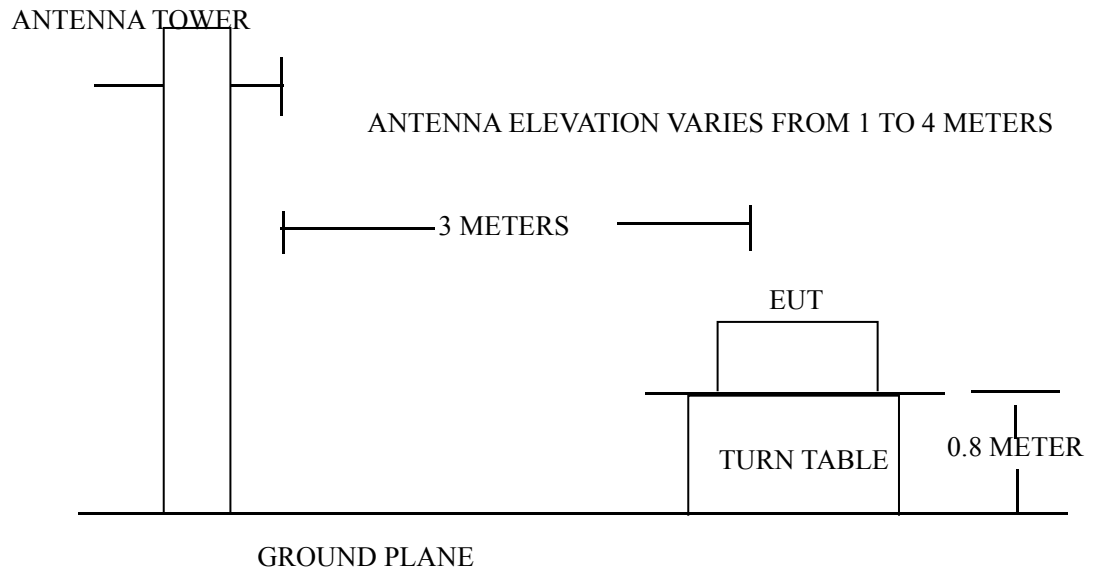 ANTENNA TOWER
ANTENNA ELEVATION VARIES FROM 1 TO 4 METERS
3 METERS
EUT
TURN TABLE
0.8 METER
GROUND PLANE